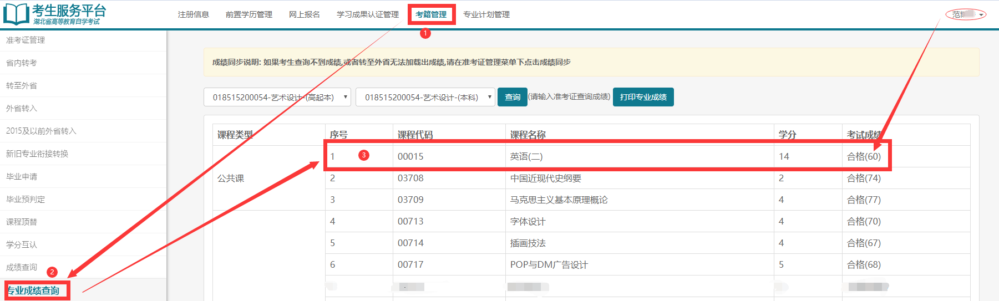 考生服务平台
湖北省高等教育自学考试
注册信息 前置学历管理 网上报名 学习成果认证管理 考籍管理 专业计划管理 范
1
准考证管理
省内转考
转至外省
外省转入
2015及以前外省转入
新旧专业衔接转换
毕业申请
毕业预判定
课程顶替
学分互认
成绩查询
2
专业成绩查询
成绩同步说明: 如果考生查询不到成绩,或者转至外省无法加载出成绩,请在准考证管理菜单下点击成绩同步
018515200054-艺术设计-(高起本) 018515200054-艺术设计-(本科) 查询 (请输入准考证查询成绩) 打印专业成绩
课程类型 序号 课程代码 课程名称 学分 考试成绩
1 3 00015 英语(二) 14 合格(60)
公共课 2 03708 中国近现代史纲要 2 合格(74)
3 03709 马克思主义基本原理概论 4 合格(77)
4 00713 字体设计 4 合格(70)
5 00714 插画技法 4 合格(67)
6 00717 POP与DM广告设计 5 合格(68)